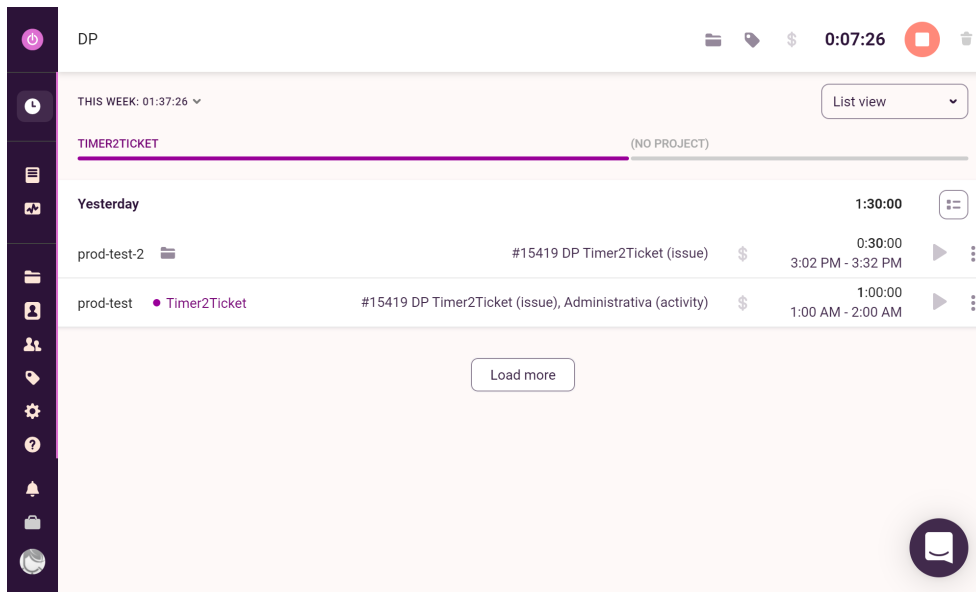 DP
$ 0:07:26
THIS WEEK: 01:37:26
List view
TIMER2TICKET (NO PROJECT)
Yesterday 1:30:00
prod-test-2 #15419 DP Timer2Ticket (issue) $ 0:30:00
3:02 PM - 3:32 PM
prod-test Timer2Ticket #15419 DP Timer2Ticket (issue), Administrativa (activity) $ 1:00:00
1:00 AM - 2:00 AM
Load more